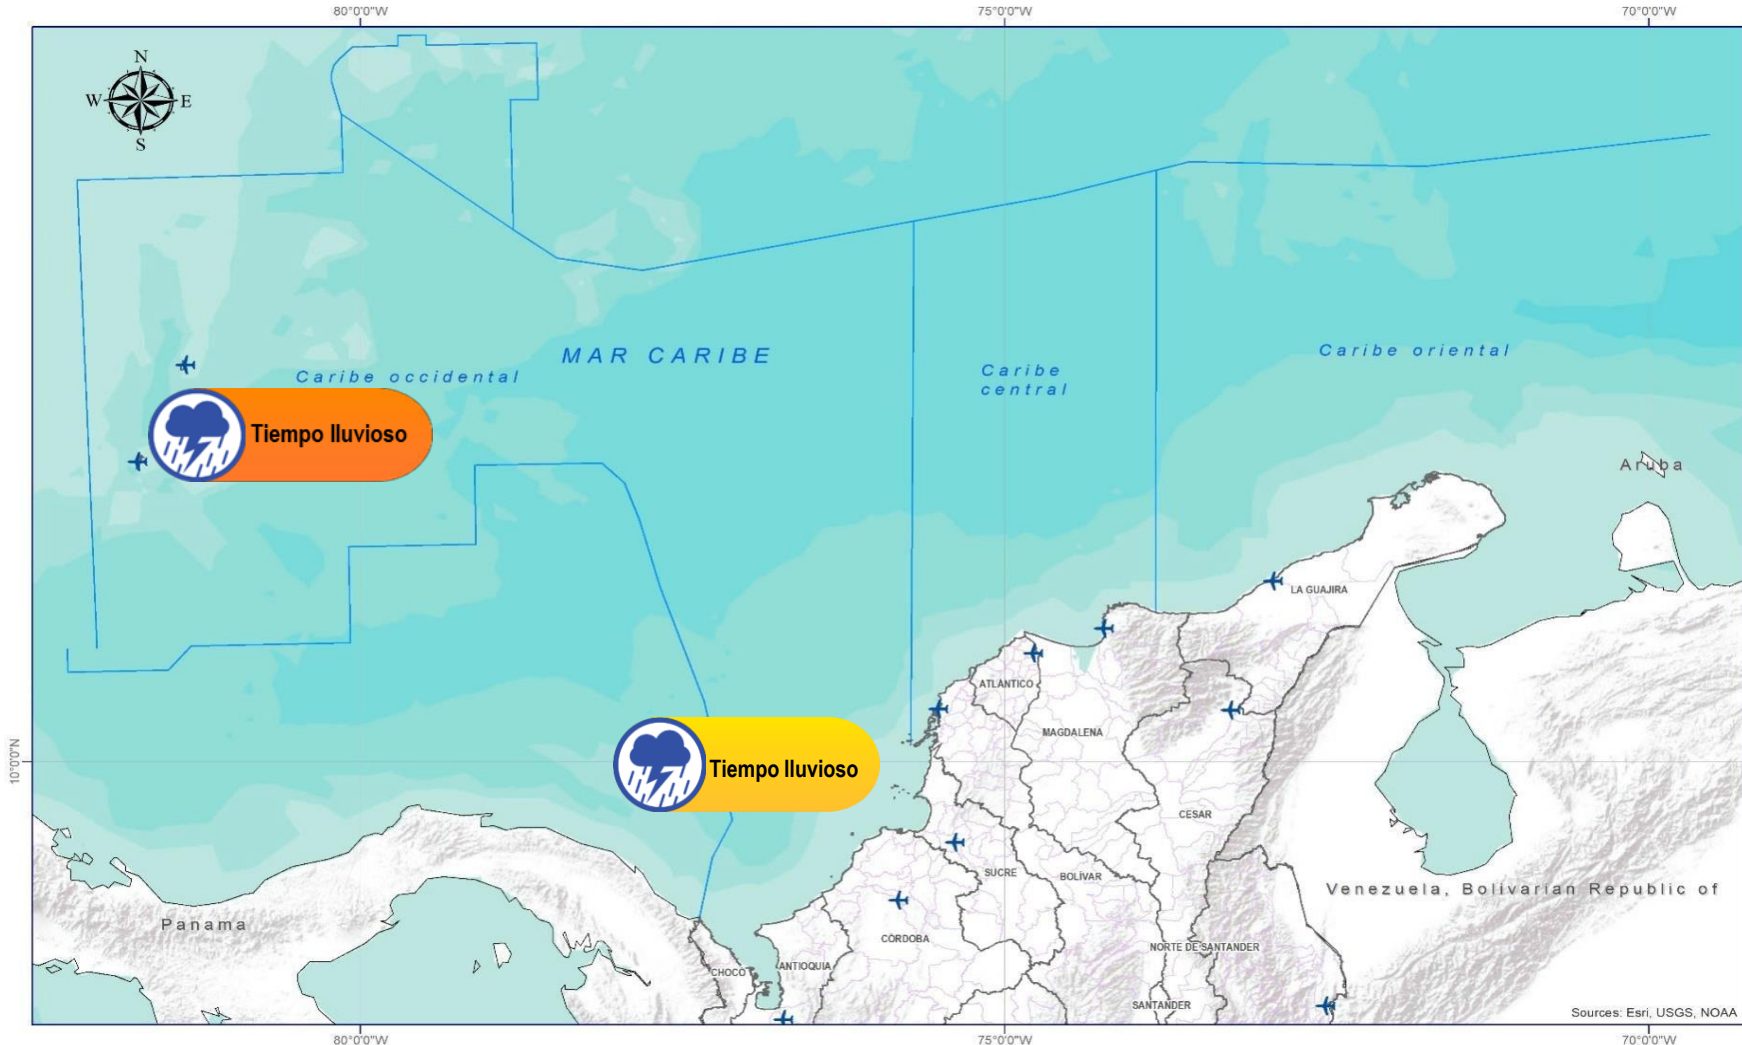 80°0'0"W
75°0'0"W
70°0'0"W
N
W
E
S
MAR CARIBE
Caribe occidental
Caribe
central
Caribe oriental
Tiempo lluvioso
Aruba
LA GUAJIRA
ATLÁNTICO
MAGDALENA
10°0'0"N
Tiempo lluvioso
CESAR
SUCRE
BOLÍVAR
Venezuela, Bolivarian Republic of
Panama
CÓRDOBA
NORTE DE SANTANDER
CHOCÓ
ANTIOQUIA
SANTANDER
Sources: Esri, USGS, NOAA
80°0'0"W
75°0'0"W
70°0'0"W